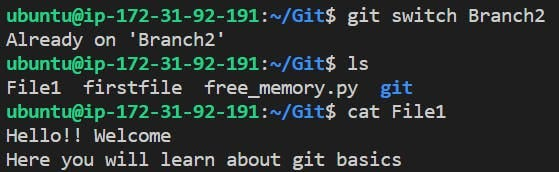 ubuntu@ip-172-31-92-191:~/Git$ git switch Branch2
Already on 'Branch2'
ubuntu@ip-172-31-92-191:~/Git$ ls
File1  firstfile  free_memory.py  git
ubuntu@ip-172-31-92-191:~/Git$ cat File1
Hello!! Welcome
Here you will learn about git basics